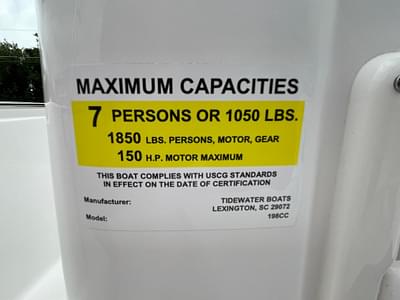 MAXIMUM CAPACITIES
7 PERSONS OR 1050 LBS.
1850 LBS. PERSONS, MOTOR, GEAR
150 H.P. MOTOR MAXIMUM
THIS BOAT COMPLIES WITH USCG STANDARDS
IN EFFECT ON THE DATE OF CERTIFICATION
Manufacturer: TIDEWATER BOATS
LEXINGTON, SC 29072
Model: 198CC